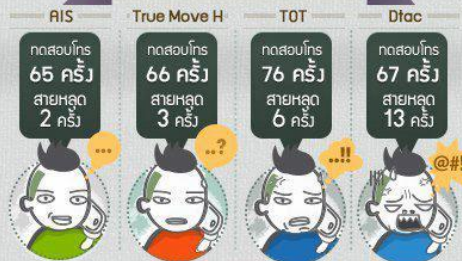 AIS
ทดสอบโทร
65 ครั้ง
สายหลุด
2 ครั้ง
...
True Move H
ทดสอบโทร
66 ครั้ง
สายหลุด
3 ครั้ง
..?
TOT
ทดสอบโทร
76 ครั้ง
สายหลุด
6 ครั้ง
..!!
Dtac
ทดสอบโทร
67 ครั้ง
สายหลุด
13 ครั้ง